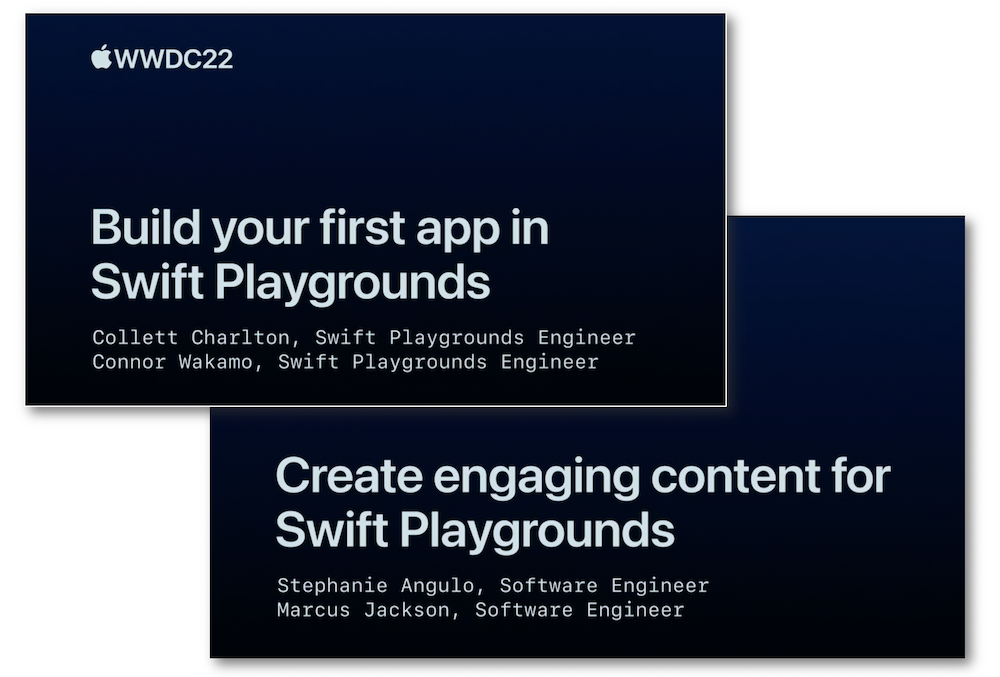 WWDC22
Build your first app in
Swift Playgrounds
Collett Charlton, Swift Playgrounds Engineer
Connor Wakamo, Swift Playgrounds Engineer
Create engaging content for
Swift Playgrounds
Stephanie Angulo, Software Engineer
Marcus Jackson, Software Engineer